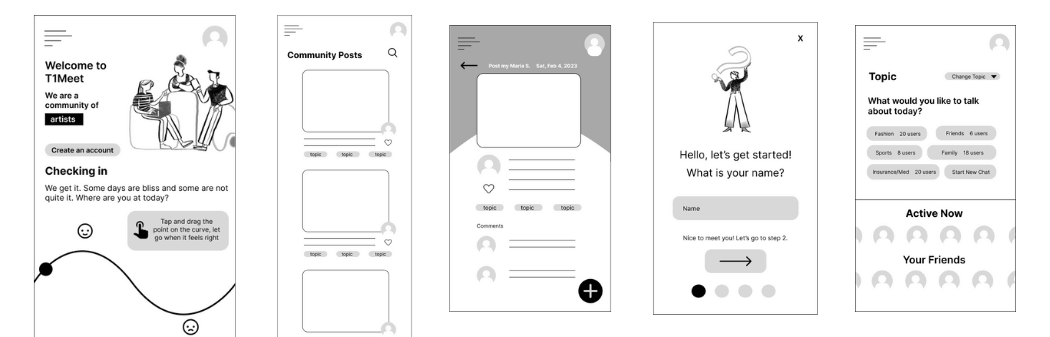 Welcome to
T1Meet
We are a
community of
artists
Create an account
Checking in
We get it. Some days are bliss and some are not
quite it. Where are you at today?
Tap and drag the
point on the curve, let
go when it feels right
Community Posts
topic topic topic
topic topic topic
Post my Maria S. Sat, Feb 4, 2023
topic topic topic
Comments
X
Hello, let's get started!
What is your name?
Name
Nice to meet you! Let's go to step 2.
Topic
Change Topic
What would you like to talk
about today?
Fashion 20 users
Friends 6 users
Sports 8 users
Family 18 users
Insurance/Med 20 users
Start New Chat
Active Now
Your Friends